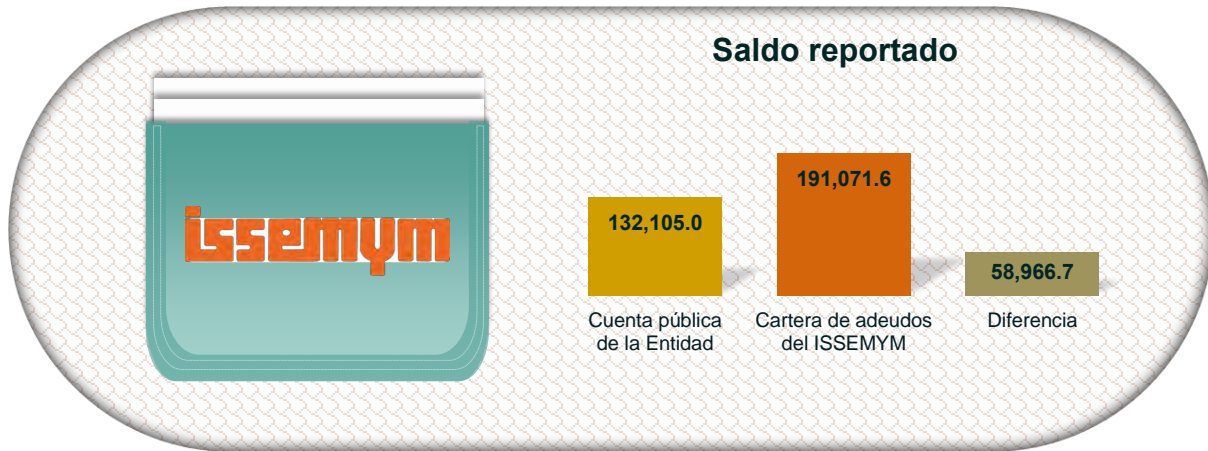 Saldo reportado
issemym
132,105.0
191,071.6
58,966.7
Cuenta pública
de la Entidad
Cartera de adeudos
del ISSEMYM
Diferencia